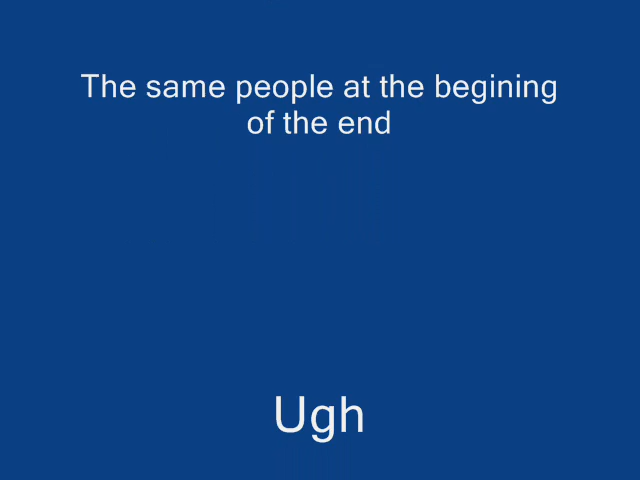 The same people at the begining
of the end
Ugh